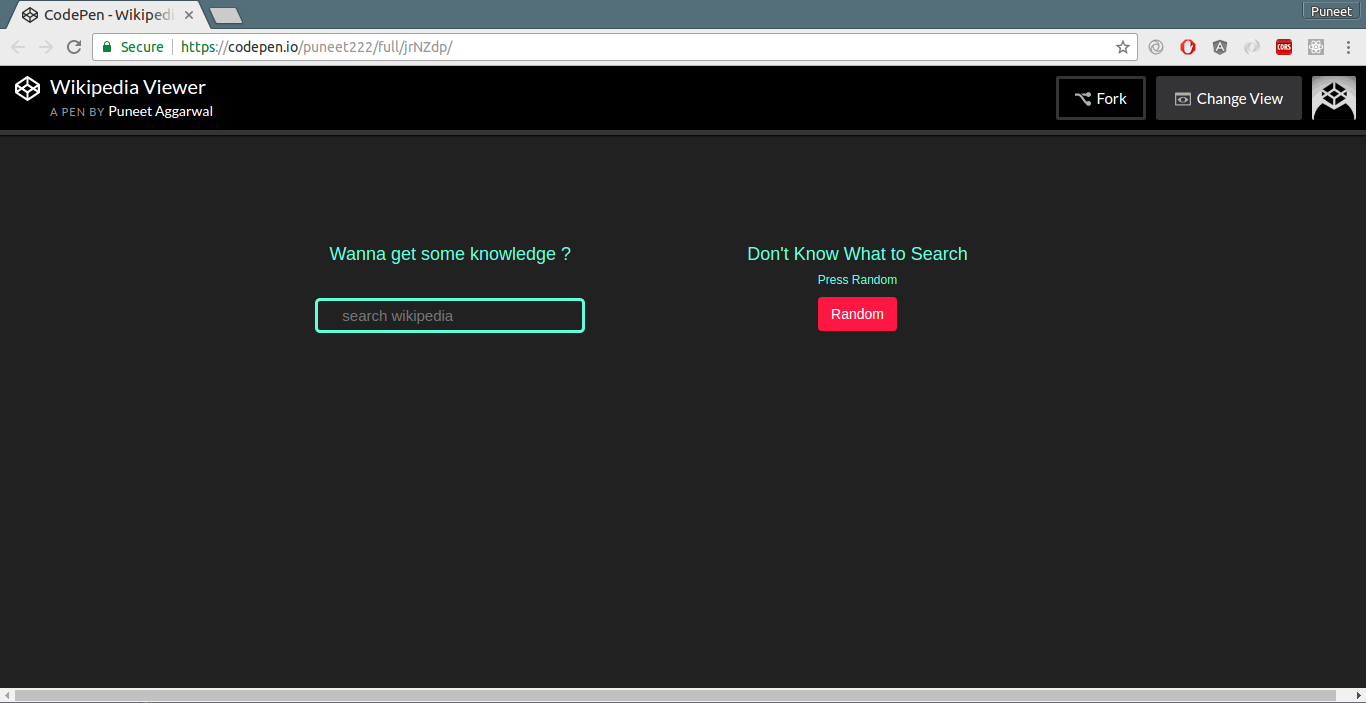 CodePen - Wikipedi
Puneet
Secure
https://codepen.io/puneet222/full/jrNZdp/
CORS
Wikipedia Viewer
A PEN BY Puneet Aggarwal
Fork
Change View
Wanna get some knowledge ?
search wikipedia
Don't Know What to Search
Press Random
Random